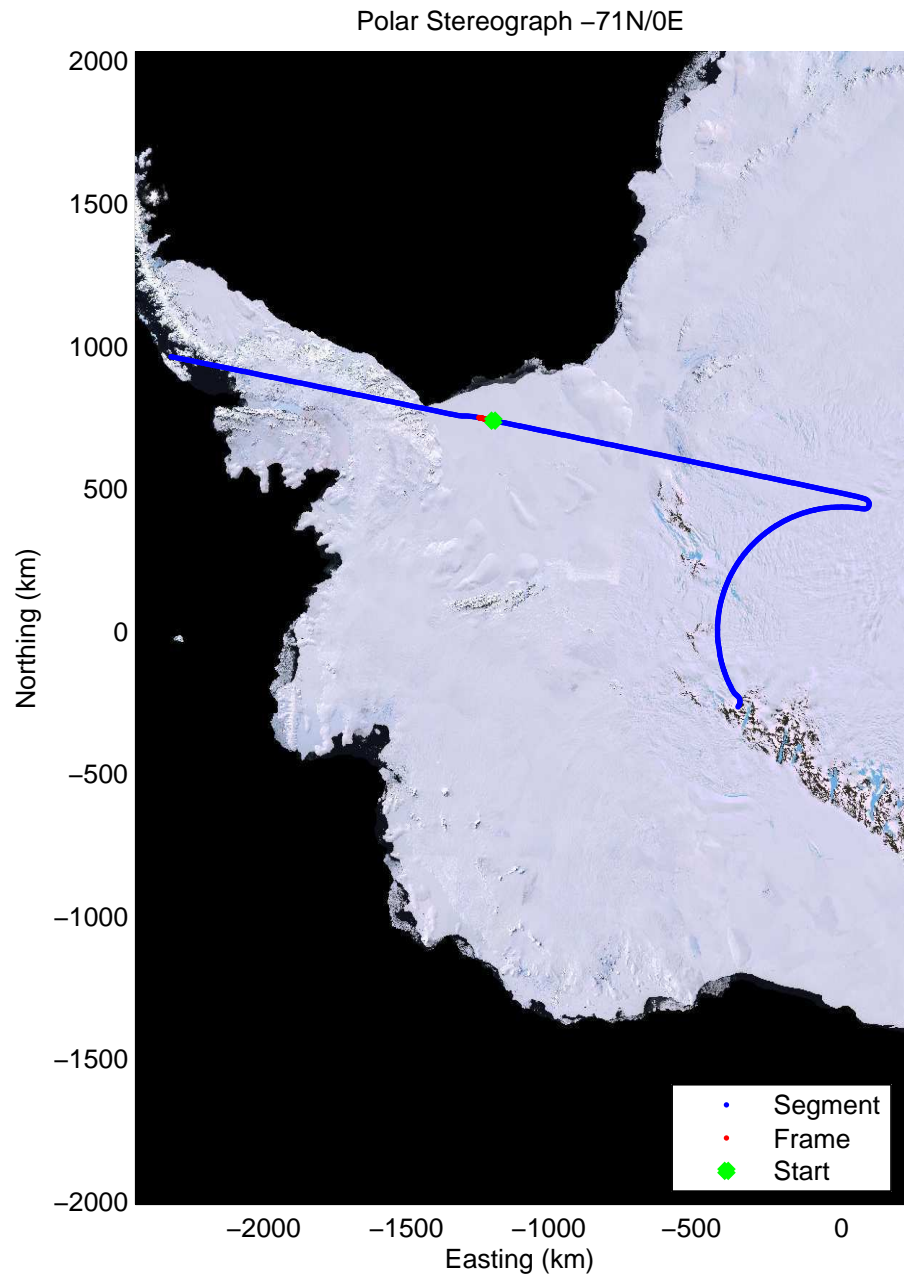 Polar Stereograph −71N/0E
2000
1500
1000
500
0
−500
−1000
−1500
−2000
Northing (km)
−2000 −1500 −1000 −500 0
Easting (km)
Segment
Frame
Start